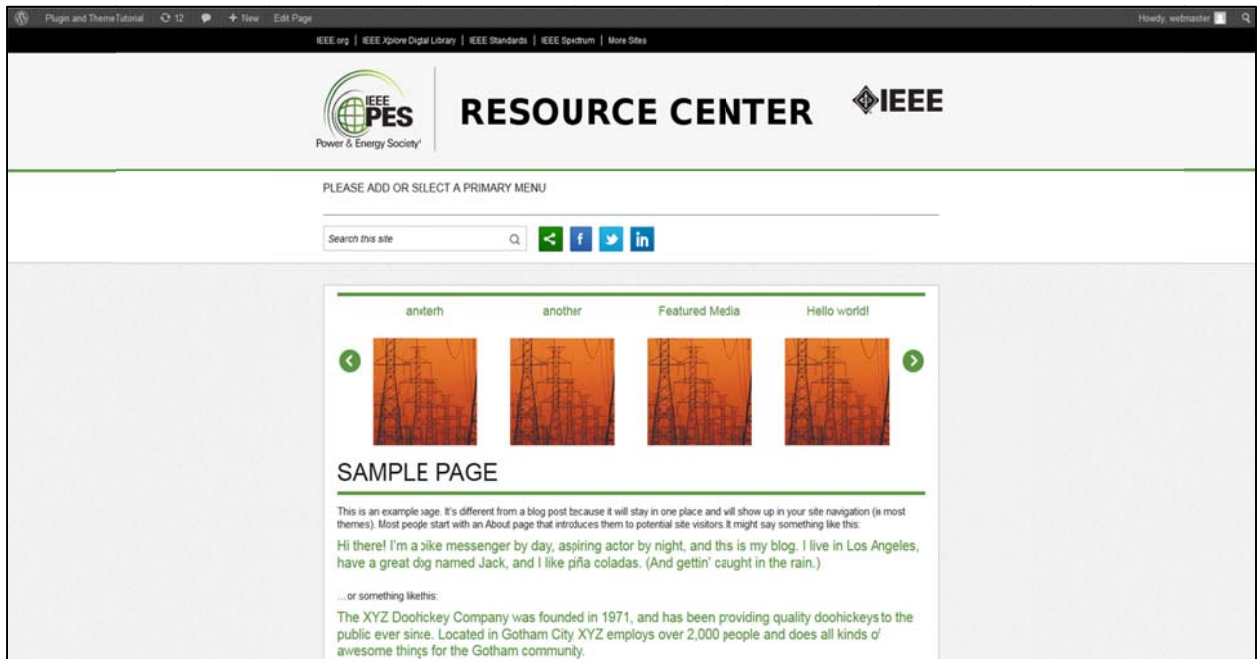 Plugin and Theme Tutorial 12 + New Edit Page Howdy, webmaster
IEEE.org | IEEE Xplore Digital Library | IEEE Standards | IEEE Spectrum | More Sites
IEEE
PES
Power & Energy Society
RESOURCE CENTER
IEEE
PLEASE ADD OR SELECT A PRIMARY MENU
Search this site
f in
aniterh another Featured Media Hello world!
SAMPLE PAGE
This is an example page. It's different from a blog post because it will stay in one place and will show up in your site navigation (in most
themes). Most people start with an About page that introduces them to potential site visitors. It might say something like this:
Hi there! I'm a bike messenger by day, aspiring actor by night, and this is my blog. I live in Los Angeles,
have a great dog named Jack, and I like piña coladas. (And gettin' caught in the rain.)
...or something like this:
The XYZ Doohickey Company was founded in 1971, and has been providing quality doohickeys to the
public ever since. Located in Gotham City XYZ employs over 2,000 people and does all kinds of
awesome things for the Gotham community.